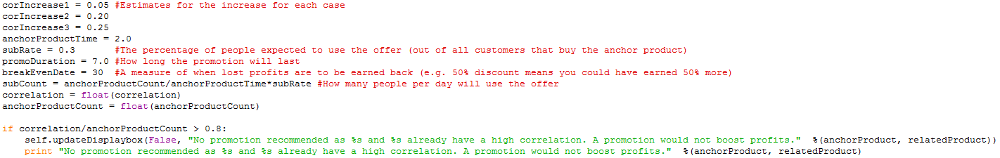 corIncrease1 = 0.05 #Estimates for the increase for each case
corIncrease2 = 0.20
corIncrease3 = 0.25
anchorProductTime = 2.0
subRate = 0.3       #The percentage of people expected to use the offer (out of all customers that buy the anchor product)
promoDuration = 7.0 #How long the promotion will last
breakEvenDate = 30  #A measure of when lost profits are to be earned back (e.g. 50% discount means you could have earned 50% more)
subCount = anchorProductCount/anchorProductTime*subRate #How many people per day will use the offer
correlation = float(correlation)
anchorProductCount = float(anchorProductCount)

if correlation/anchorProductCount > 0.8:
    self.updateDisplaybox(False, "No promotion recommended as %s and %s already have a high correlation. A promotion would not boost profits."  %(anchorProduct, relatedProduct))
    print "No promotion recommended as %s and %s already have a high correlation. A promotion would not boost profits."  %(anchorProduct, relatedProduct)